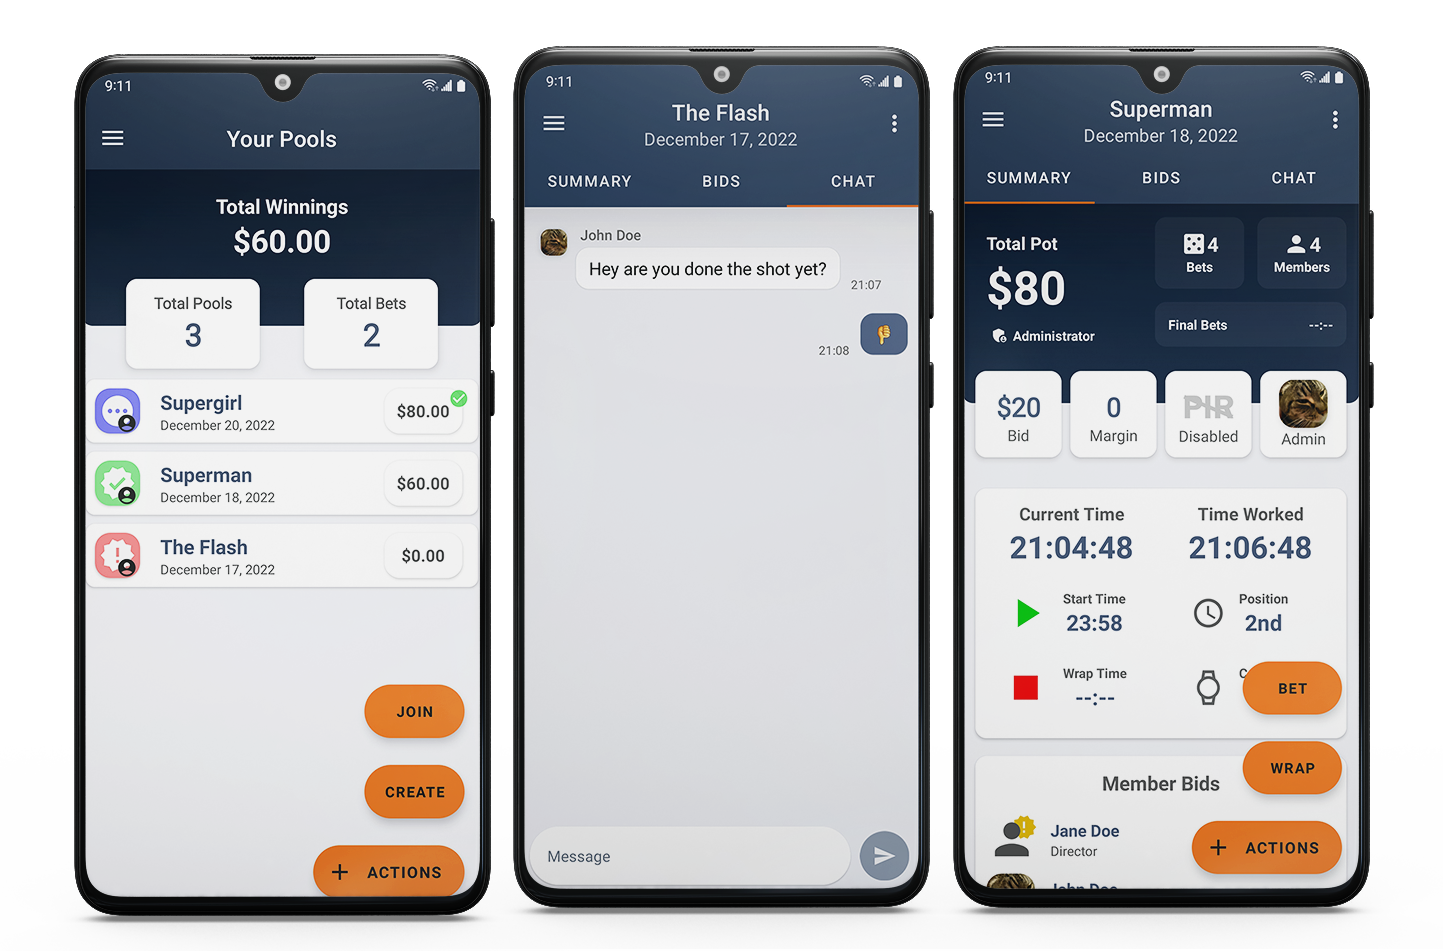 9:11
Your Pools
Total Winnings
$60.00
Total Pools
3
Total Bets
2
Supergirl
December 20, 2022
$80.00
Superman
December 18, 2022
$60.00
The Flash
December 17, 2022
$0.00
JOIN
CREATE
+ ACTIONS
9:11
The Flash
December 17, 2022
SUMMARY BIDS CHAT
John Doe
Hey are you done the shot yet?
21:07
21:08
Message
9:11
Superman
December 18, 2022
SUMMARY BIDS CHAT
Total Pot
$80
Administrator
4
Bets
4
Members
Final Bets --:--
$20
Bid
0
Margin
PIR
Disabled
Admin
Current Time
21:04:48
Time Worked
21:06:48
Start Time
23:58
Position
2nd
Wrap Time
--:--
C
BET
WRAP
Member Bids
Jane Doe
Director
+ ACTIONS
John Doe